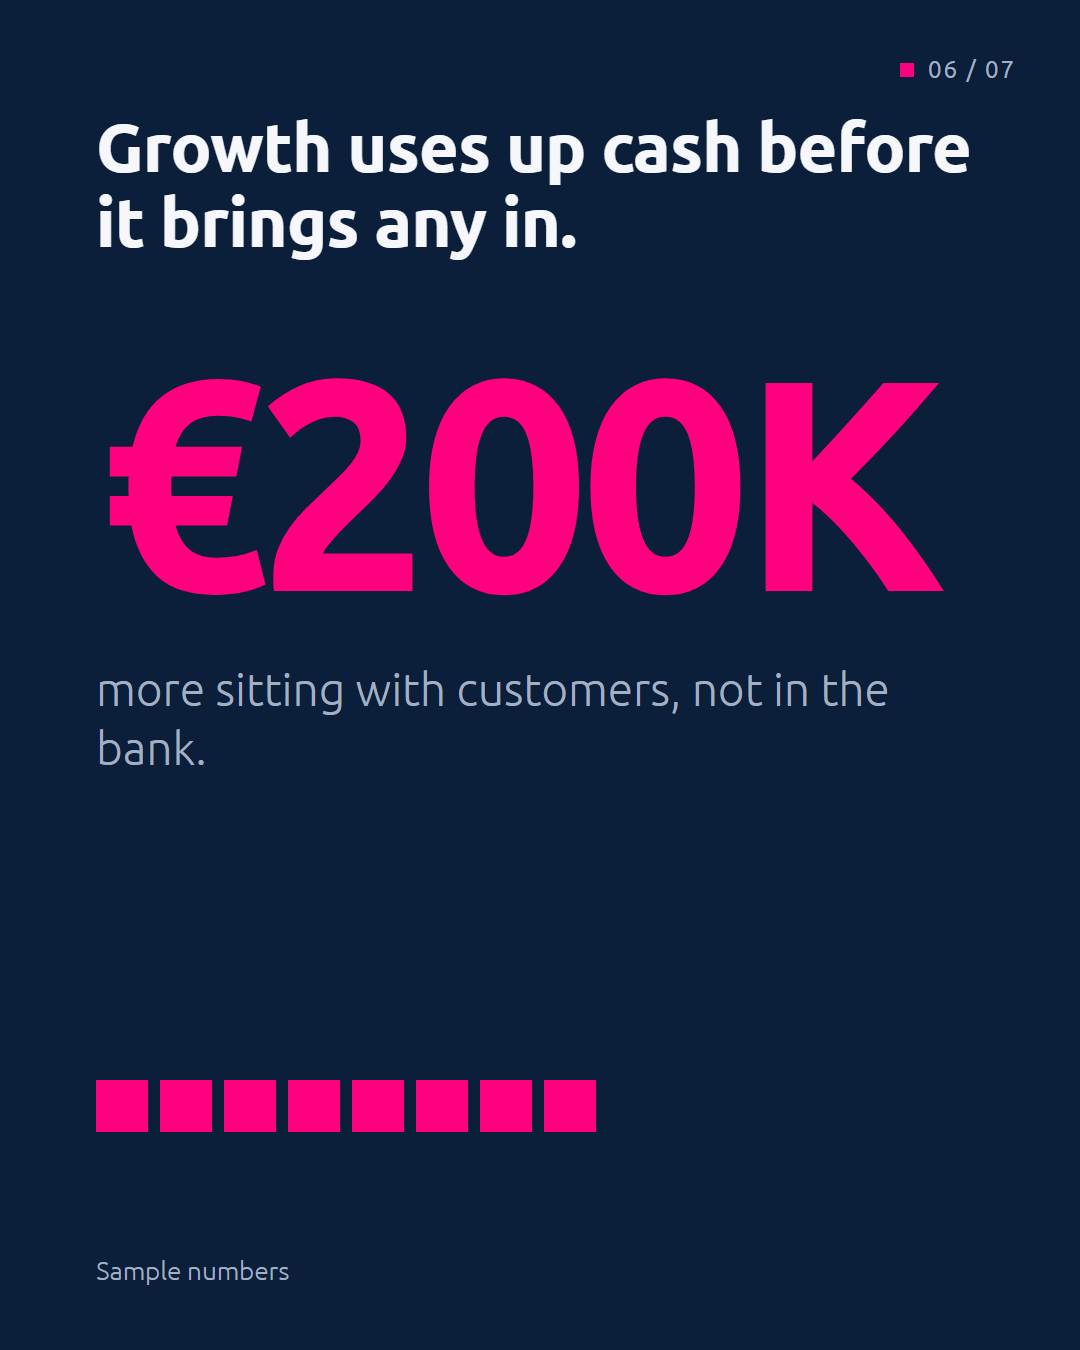 06 / 07
Growth uses up cash before
it brings any in.
€200K
more sitting with customers, not in the
bank.
Sample numbers